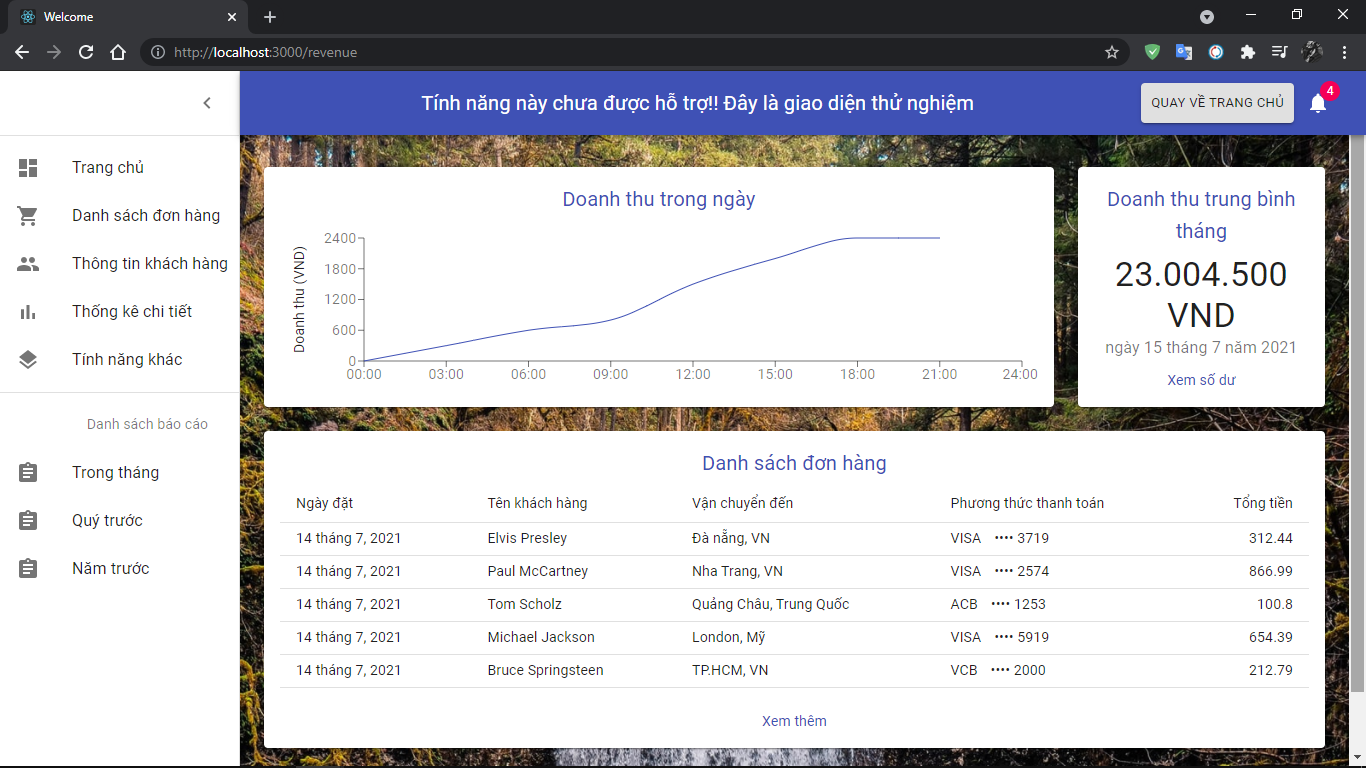 Welcome
http://localhost:3000/revenue
Tính năng này chưa được hỗ trợ!! Đây là giao diện thử nghiệm
QUAY VỀ TRANG CHỦ
4
Trang chủ
Danh sách đơn hàng
Thông tin khách hàng
Thống kê chi tiết
Tính năng khác
Danh sách báo cáo
Trong tháng
Quý trước
Năm trước
Doanh thu trong ngày
Doanh thu (VND)
2400
1800
1200
600
0
00:00 03:00 06:00 09:00 12:00 15:00 18:00 21:00 24:00
Doanh thu trung bình
tháng
23.004.500
VND
ngày 15 tháng 7 năm 2021
Xem số dư
Danh sách đơn hàng
Ngày đặt Tên khách hàng Vận chuyển đến Phương thức thanh toán Tổng tiền
14 tháng 7, 2021 Elvis Presley Đà nẵng, VN VISA •••• 3719 312.44
14 tháng 7, 2021 Paul McCartney Nha Trang, VN VISA •••• 2574 866.99
14 tháng 7, 2021 Tom Scholz Quảng Châu, Trung Quốc ACB •••• 1253 100.8
14 tháng 7, 2021 Michael Jackson London, Mỹ VISA •••• 5919 654.39
14 tháng 7, 2021 Bruce Springsteen TP.HCM, VN VCB •••• 2000 212.79
Xem thêm